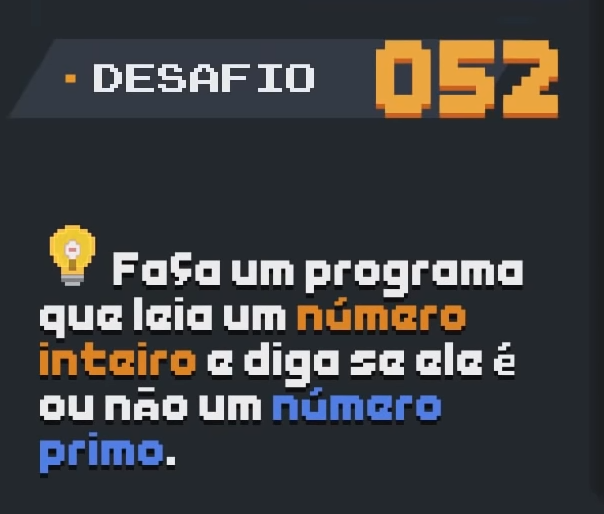 DESAFIO 052
Faça um programa
que leia um número
inteiro e diga se ele é
ou não um número
primo.